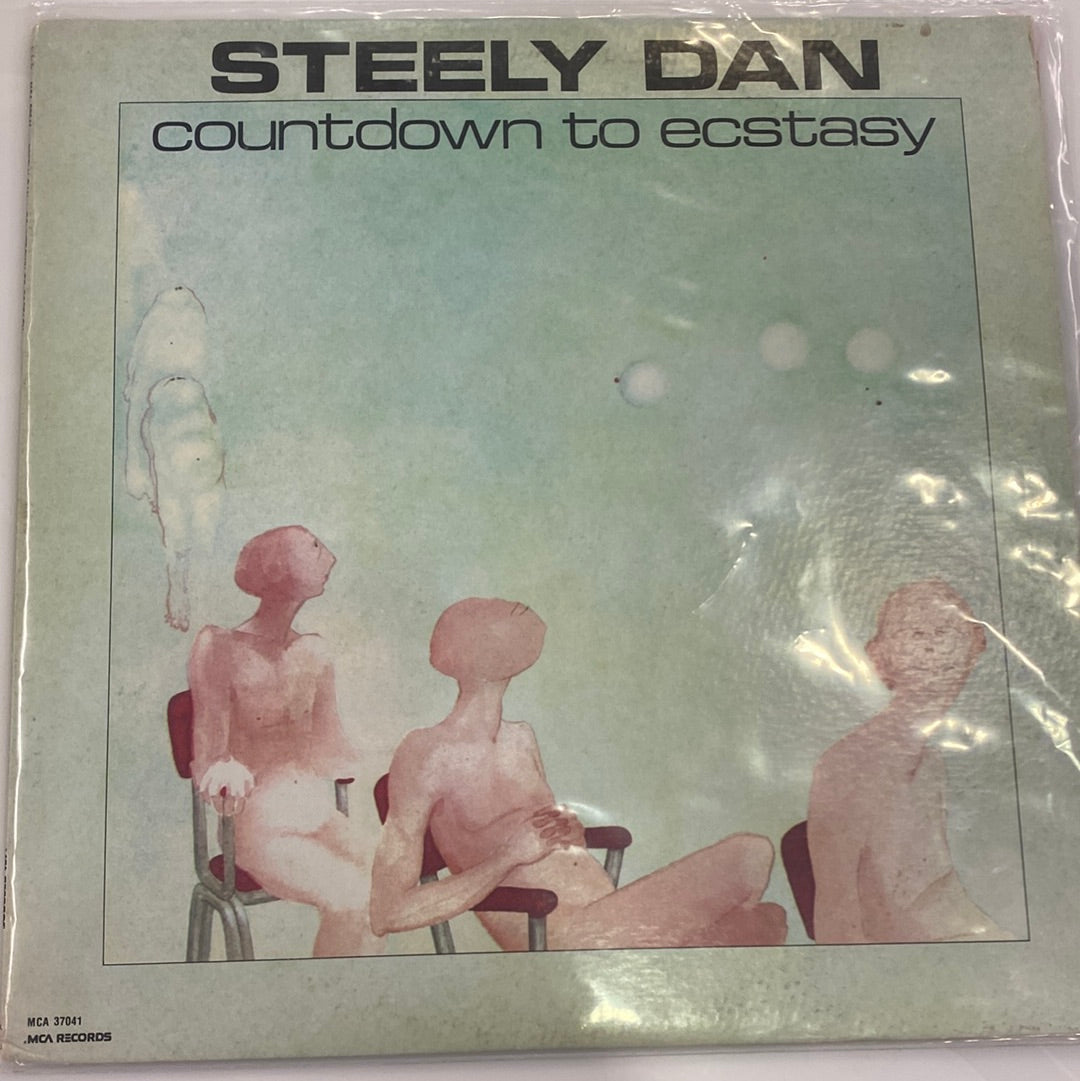 STEELY DAN
countdown to ecstasy
MCA 37041
MCA RECORDS